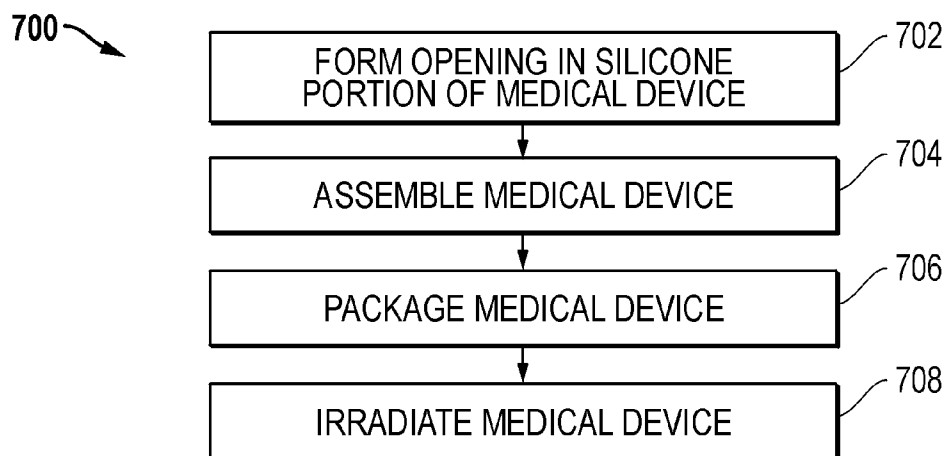 700
702
FORM OPENING IN SILICONE
PORTION OF MEDICAL DEVICE
704
ASSEMBLE MEDICAL DEVICE
706
PACKAGE MEDICAL DEVICE
708
IRRADIATE MEDICAL DEVICE